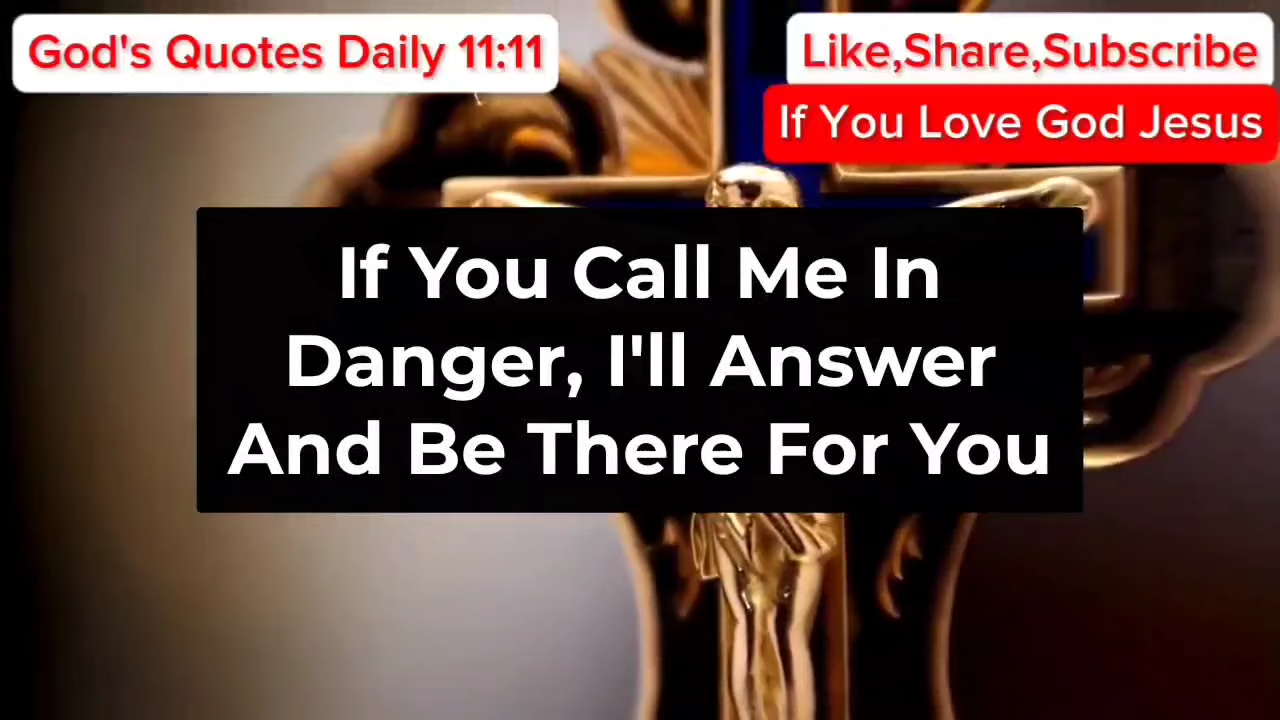 God's Quotes Daily 11:11
Like,Share,Subscribe
If You Love God Jesus
If You Call Me In
Danger, I'll Answer
And Be There For You